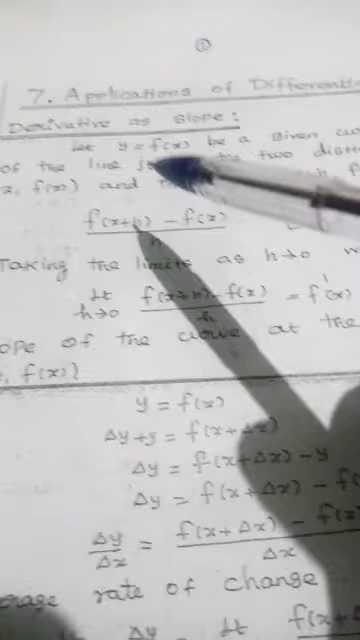 ①
7. Applications of Differenti
Derivative as slope:
Let y = f(x) be a given cu
of the line two dist
x, f(x)) and
f(x+h) - f(x)
h
Taking the limits as h→0 w
lt f(x+h) - f(x) = f'(x)
h→0 h
ope of the curve at the
, f(x))
y = f(x)
Δy+y = f(x+Δx)
Δy = f(x+Δx) - y
Δy = f(x+Δx) - f(
Δy = f(x+Δx) - f(x
Δx Δx
erage rate of change
Δy lt f(x+